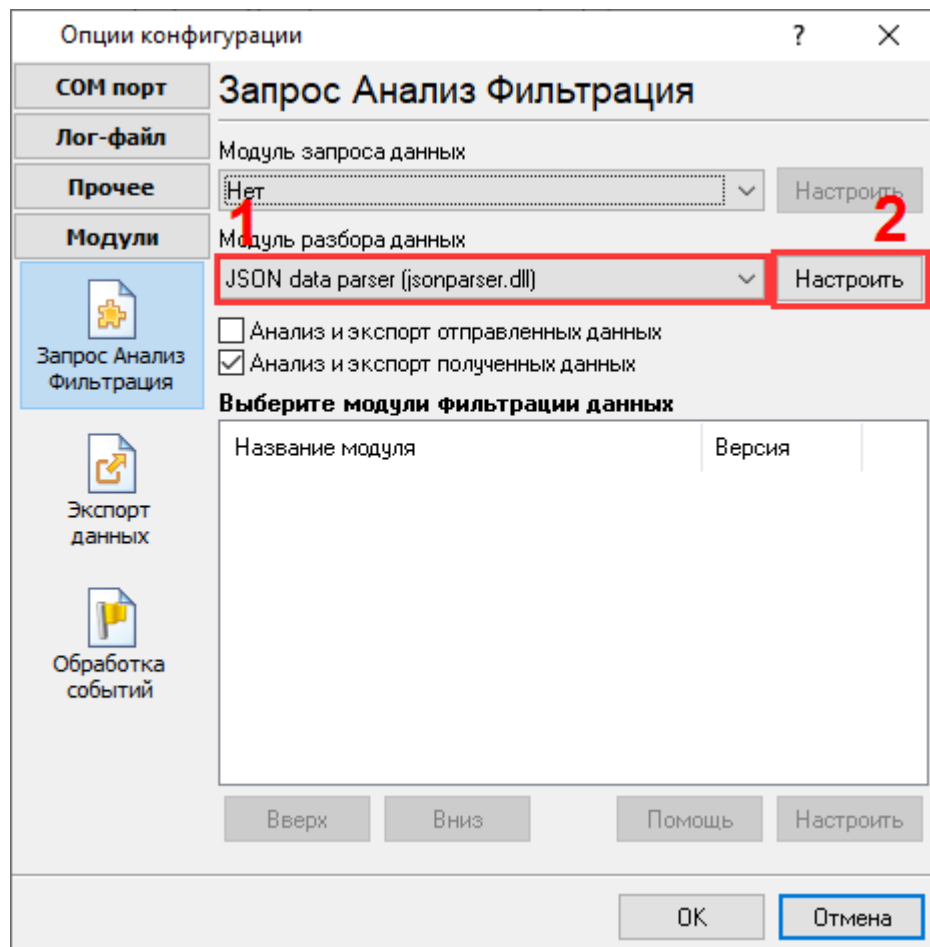 Опции конфигурации
?
COM порт
Лог-файл
Прочее
Модули
Запрос Анализ
Фильтрация
Экспорт
данных
Обработка
событий
Запрос Анализ Фильтрация
Модуль запроса данных
Нет
Настроить
1
2
Модуль разбора данных
JSON data parser (jsonparser.dll)
Настроить
Анализ и экспорт отправленных данных
Анализ и экспорт полученных данных
Выберите модули фильтрации данных
Название модуля
Версия
Вверх
Вниз
Помощь
Настроить
OK
Отмена